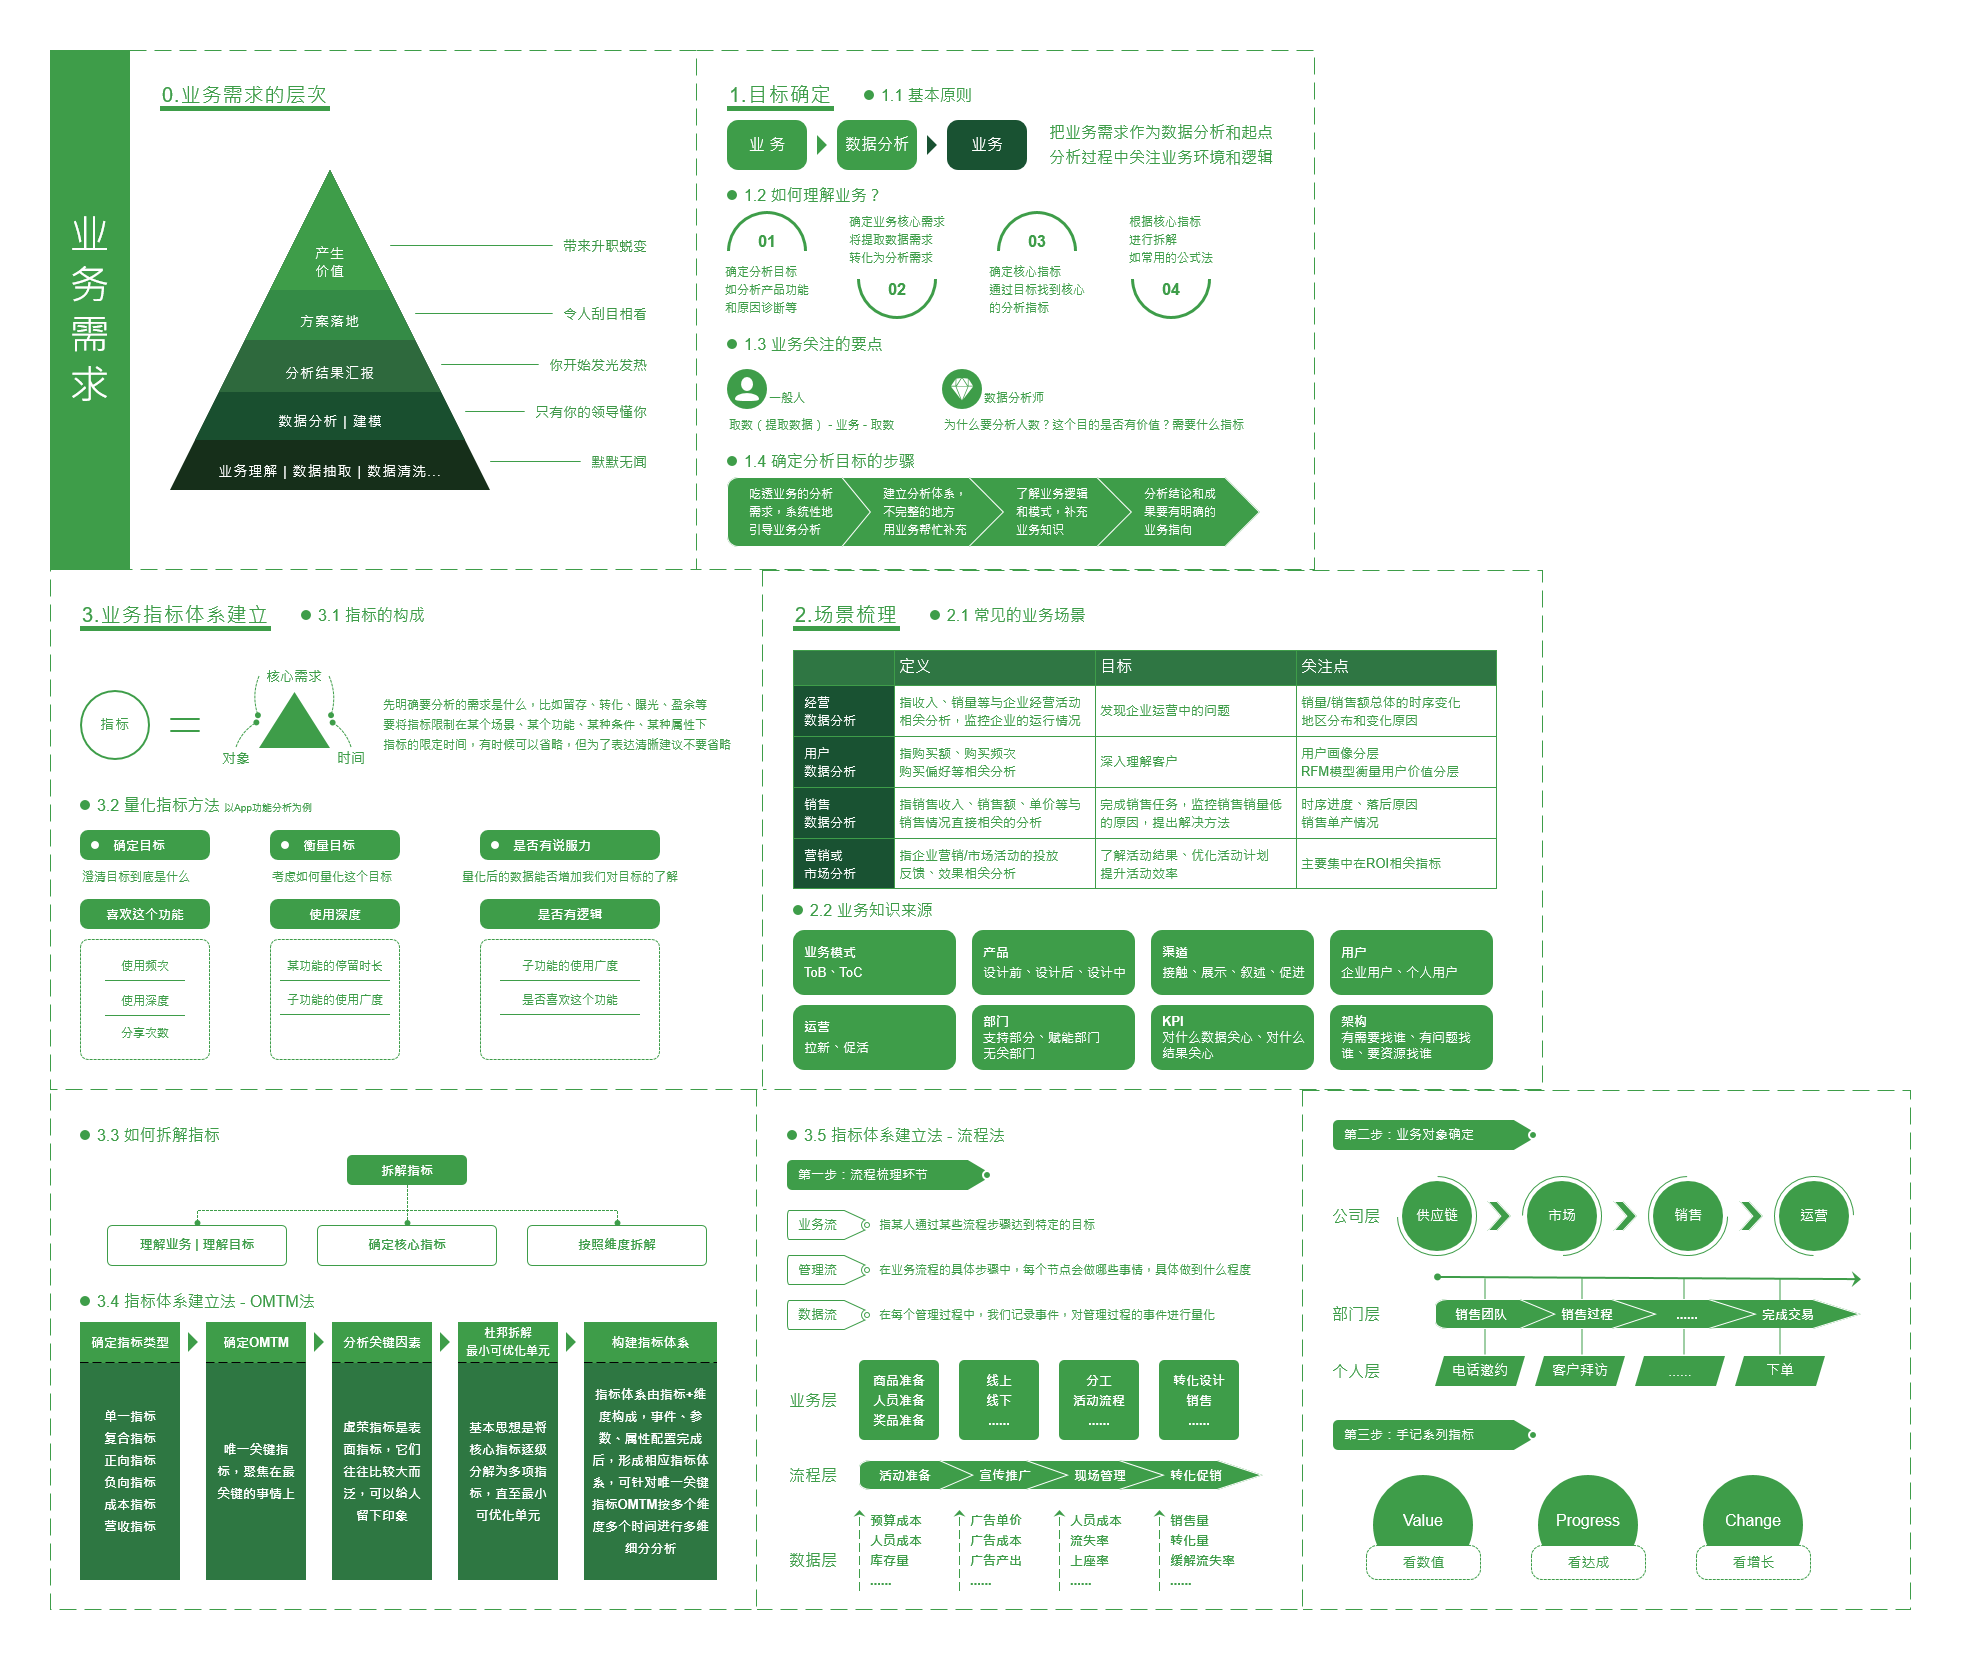 业
务
需
求
0.业务需求的层次
产生
价值
带来升职蜕变
方案落地
令人刮目相看
分析结果汇报
你开始发光发热
数据分析 | 建模
只有你的领导懂你
业务理解 | 数据抽取 | 数据清洗...
默默无闻
1.目标确定
1.1 基本原则
业 务
数据分析
业务
把业务需求作为数据分析和起点
分析过程中关注业务环境和逻辑
1.2 如何理解业务？
01
确定分析目标
如分析产品功能
和原因诊断等
确定业务核心需求
将提取数据需求
转化为分析需求
02
03
确定核心指标
通过目标找到核心
的分析指标
根据核心指标
进行拆解
如常用的公式法
04
1.3 业务关注的要点
一般人
取数（提取数据）- 业务 - 取数
数据分析师
为什么要分析人数？这个目的是否有价值？需要什么指标
1.4 确定分析目标的步骤
吃透业务的分析
需求，系统性地
引导业务分析
建立分析体系，
不完整的地方
用业务帮忙补充
了解业务逻辑
和模式，补充
业务知识
分析结论和成
果要有明确的
业务指向
3.业务指标体系建立
3.1 指标的构成
指标
核心需求
对象
时间
先明确要分析的需求是什么，比如留存、转化、曝光、盈余等
要将指标限制在某个场景、某个功能、某种条件、某种属性下
指标的限定时间，有时候可以省略，但为了表达清晰建议不要省略
3.2 量化指标方法 以App功能分析为例
确定目标
衡量目标
是否有说服力
澄清目标到底是什么
考虑如何量化这个目标
量化后的数据能否增加我们对目标的了解
喜欢这个功能
使用深度
是否有逻辑
使用频次
使用深度
分享次数
某功能的停留时长
子功能的使用广度
子功能的使用广度
是否喜欢这个功能
2.场景梳理
2.1 常见的业务场景
定义
目标
关注点
经营
数据分析
指收入、销量等与企业经营活动
相关分析，监控企业的运行情况
发现企业运营中的问题
销量/销售额总体的时序变化
地区分布和变化原因
用户
数据分析
指购买额、购买频次
购买偏好等相关分析
深入理解客户
用户画像分层
RFM模型衡量用户价值分层
销售
数据分析
指销售收入、销售额、单价等与
销售情况直接相关的分析
完成销售任务，监控销售销量低
的原因，提出解决方法
时序进度、落后原因
销售单产情况
营销或
市场分析
指企业营销/市场活动的投放
反馈、效果相关分析
了解活动结果、优化活动计划
提升活动效率
主要集中在ROI相关指标
2.2 业务知识来源
业务模式
ToB、ToC
产品
设计前、设计后、设计中
渠道
接触、展示、叙述、促进
用户
企业用户、个人用户
运营
拉新、促活
部门
支持部分、赋能部门
无关部门
KPI
对什么数据关心、对什么
结果关心
架构
有需要找谁、有问题找
谁、要资源找谁
3.3 如何拆解指标
拆解指标
理解业务 | 理解目标
确定核心指标
按照维度拆解
3.4 指标体系建立法 - OMTM法
确定指标类型
单一指标
复合指标
正向指标
负向指标
成本指标
营收指标
确定OMTM
唯一关键指
标，聚焦在最
关键的事情上
分析关键因素
虚荣指标是表
面指标，它们
往往比较大而
泛，可以给人
留下印象
杜邦拆解
最小可优化单元
基本思想是将
核心指标逐级
分解为多项指
标，直至最小
可优化单元
构建指标体系
指标体系由指标+维
度构成，事件、参
数、属性配置完成
后，形成相应指标体
系，可针对唯一关键
指标OMTM按多个维
度多个时间进行多维
细分分析
3.5 指标体系建立法 - 流程法
第一步：流程梳理环节
业务流
指某人通过某些流程步骤达到特定的目标
管理流
在业务流程的具体步骤中，每个节点会做哪些事情，具体做到什么程度
数据流
在每个管理过程中，我们记录事件，对管理过程的事件进行量化
业务层
商品准备
人员准备
奖品准备
线上
线下
......
分工
活动流程
......
转化设计
销售
......
流程层
活动准备
宣传推广
现场管理
转化促销
数据层
预算成本
人员成本
库存量
......
广告单价
广告成本
广告产出
......
人员成本
流失率
上座率
......
销售量
转化量
缓解流失率
......
第二步：业务对象确定
公司层
供应链
市场
销售
运营
部门层
销售团队
销售过程
......
完成交易
个人层
电话邀约
客户拜访
......
下单
第三步：手记系列指标
Value
看数值
Progress
看达成
Change
看增长